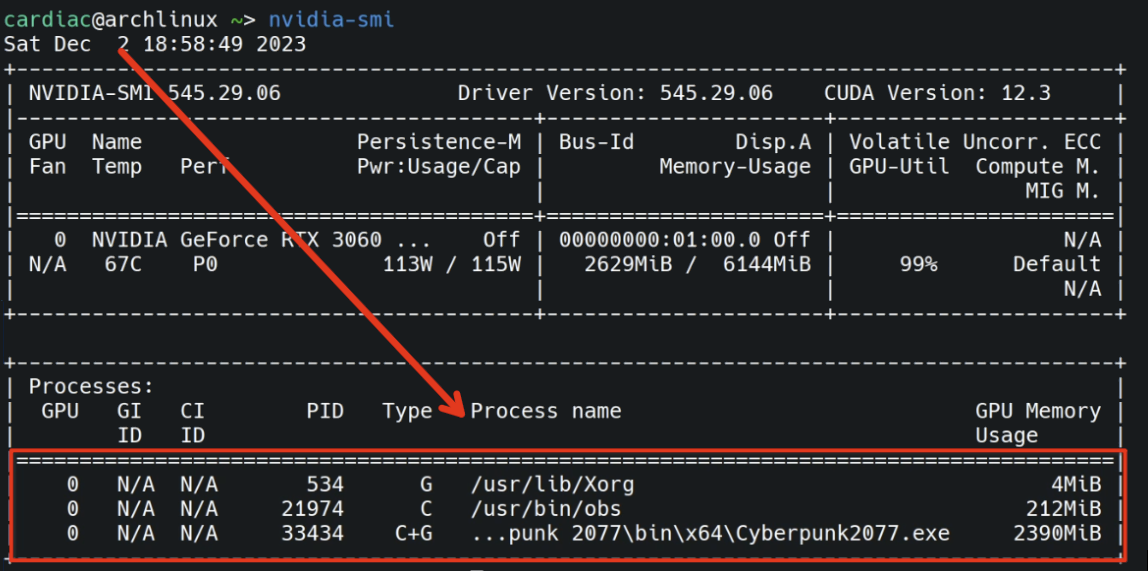 cardiac@archlinux ~> nvidia-smi
Sat Dec  2 18:58:49 2023
+---------------------------------------------------------------------------------------+
| NVIDIA-SMI 545.29.06              Driver Version: 545.29.06    CUDA Version: 12.3     |
|-----------------------------------------+----------------------+----------------------+
| GPU  Name                 Persistence-M | Bus-Id        Disp.A | Volatile Uncorr. ECC |
| Fan  Temp   Perf          Pwr:Usage/Cap |         Memory-Usage | GPU-Util  Compute M. |
|                                         |                      |               MIG M. |
|=========================================+======================+======================|
|   0  NVIDIA GeForce RTX 3060 ...    Off | 00000000:01:00.0 Off |                  N/A |
| N/A   67C    P0             113W / 115W |   2629MiB /  6144MiB |     99%      Default |
|                                         |                      |                  N/A |
+-----------------------------------------+----------------------+----------------------+
+---------------------------------------------------------------------------------------+
| Processes:                                                                            |
|  GPU   GI   CI        PID   Type   Process name                            GPU Memory |
|        ID   ID                                                             Usage      |
|=======================================================================================|
|    0   N/A  N/A       534      G   /usr/lib/Xorg                                 4MiB |
|    0   N/A  N/A     21974      C   /usr/bin/obs                                212MiB |
|    0   N/A  N/A     33434    C+G   ...punk 2077\bin\x64\Cyberpunk2077.exe     2390MiB |
+---------------------------------------------------------------------------------------+